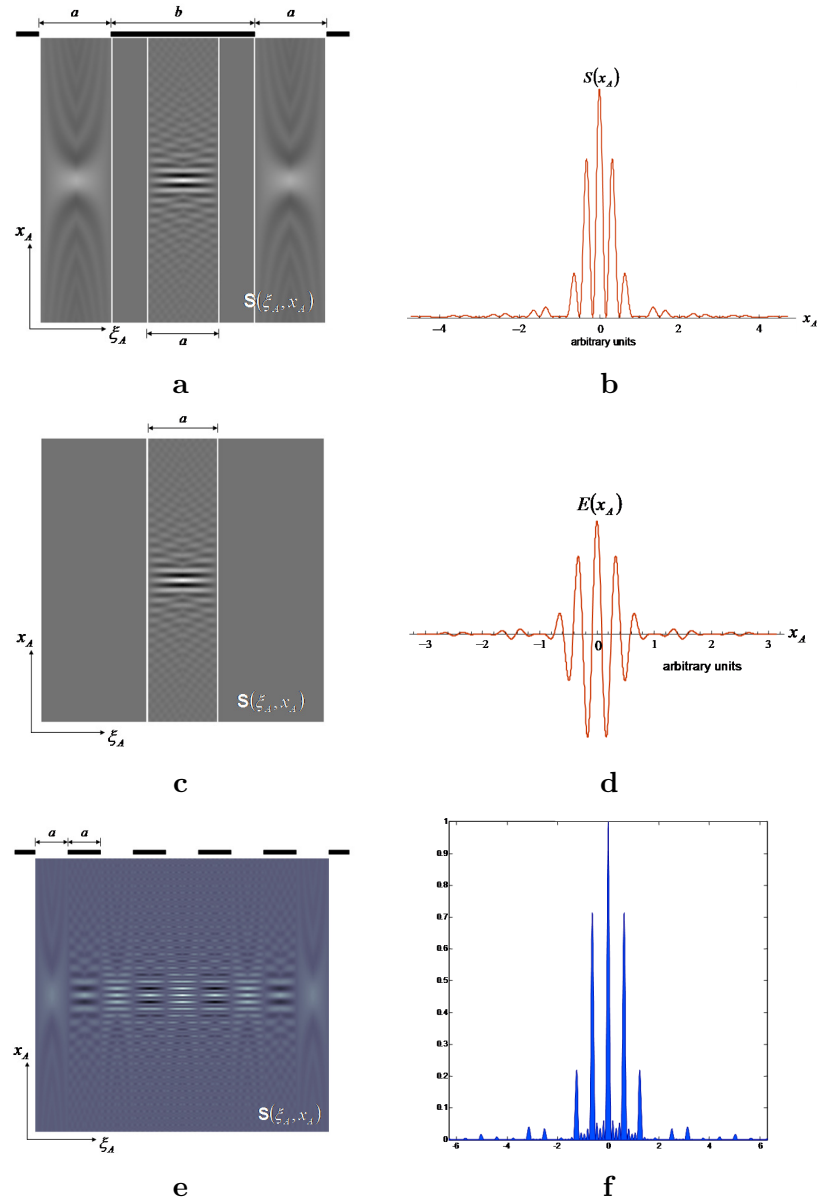 a b a
x_A
S(ξ_A, x_A)
ξ_A
a
a
S(x_A)
-4 -2 0 2 4 x_A
arbitrary units
b
a
x_A
S(ξ_A, x_A)
ξ_A
c
E(x_A)
-3 -2 -1 0 1 2 3 x_A
arbitrary units
d
a a
x_A
S(ξ_A, x_A)
ξ_A
e
1
0.9
0.8
0.7
0.6
0.5
0.4
0.3
0.2
0.1
0
-6 -4 -2 0 2 4 6
f